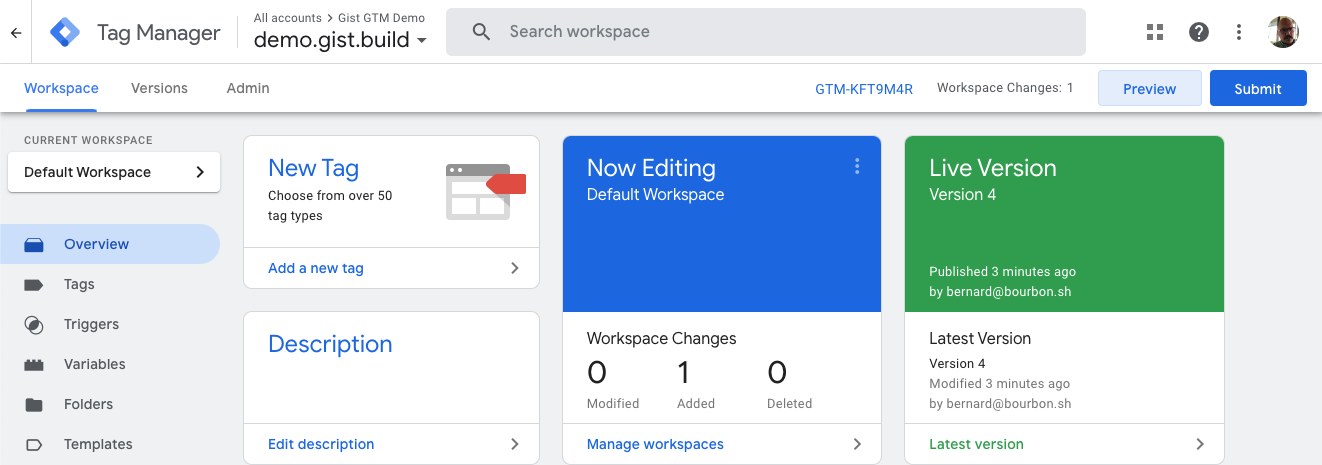 Tag Manager
All accounts > Gist GTM Demo
demo.gist.build
Search workspace
Workspace
Versions
Admin
GTM-KFT9M4R
Workspace Changes: 1
Preview
Submit
CURRENT WORKSPACE
Default Workspace
Overview
Tags
Triggers
Variables
Folders
Templates
New Tag
Choose from over 50
tag types
Add a new tag
Description
Edit description
Now Editing
Default Workspace
Workspace Changes
0 1 0
Modified Added Deleted
Manage workspaces
Live Version
Version 4
Published 3 minutes ago
by bernard@bourbon.sh
Latest Version
Version 4
Modified 3 minutes ago
by bernard@bourbon.sh
Latest version